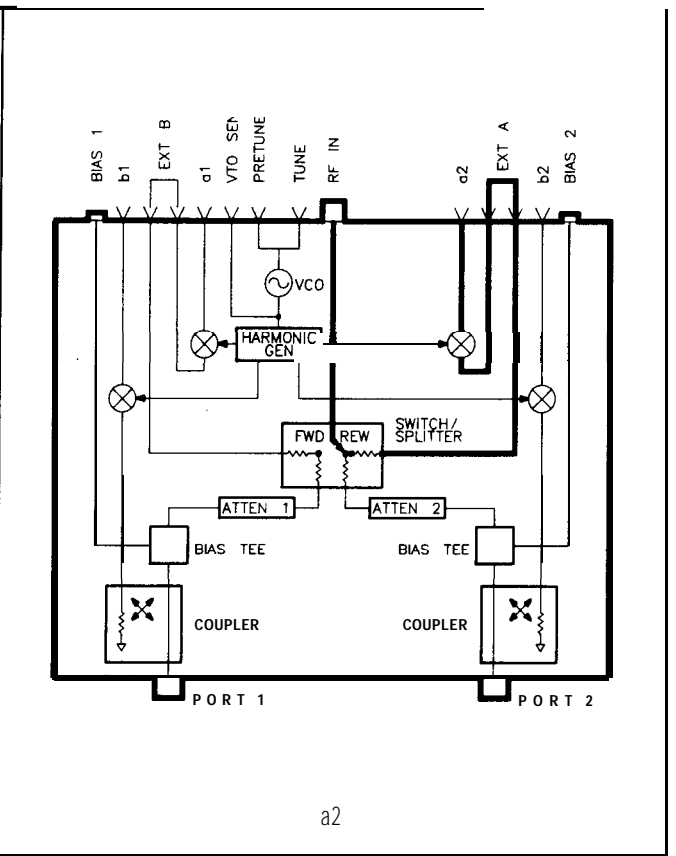 BIAS 1
b1
EXT B
a1
VTO SEN
PRETUNE
TUNE
RF IN
a2
EXT A
b2
BIAS 2
VCO
HARMONIC
GEN
SWITCH/
SPLITTER
FWD REW
ATTEN 1
ATTEN 2
BIAS TEE
BIAS TEE
COUPLER
COUPLER
PORT 1
PORT 2
a2